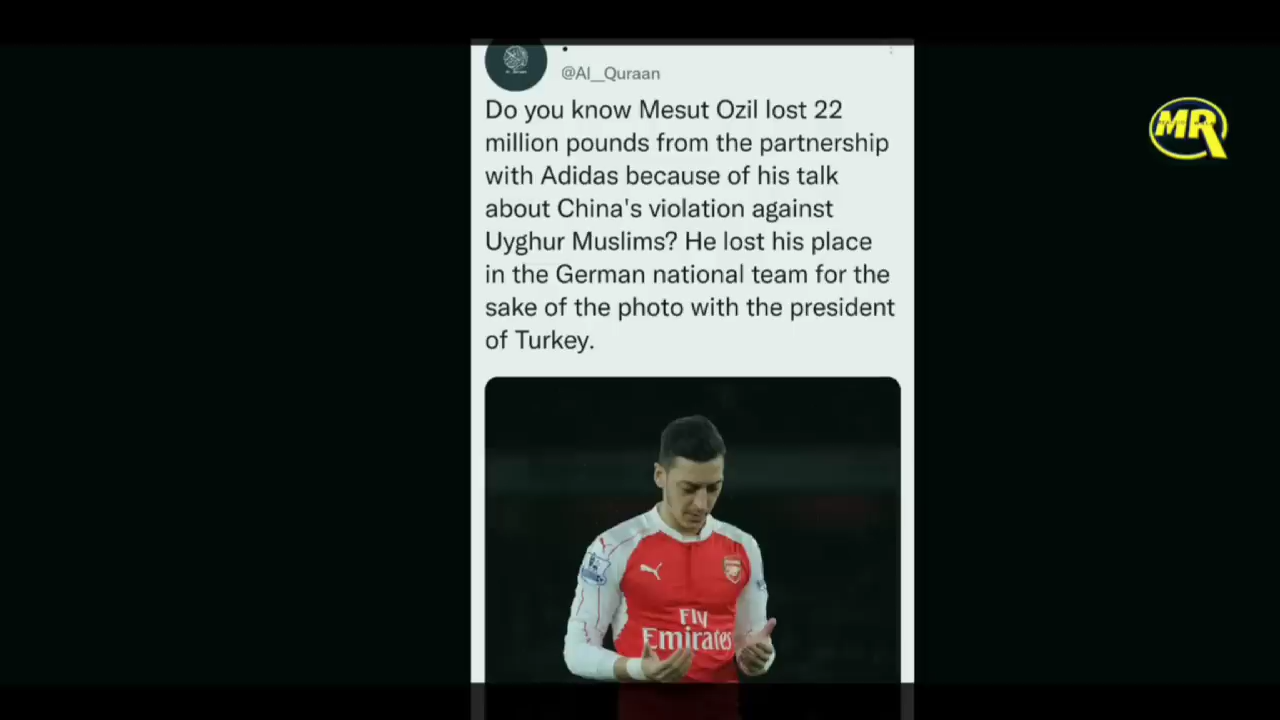 @Al__Quraan
MR
Do you know Mesut Ozil lost 22
million pounds from the partnership
with Adidas because of his talk
about China's violation against
Uyghur Muslims? He lost his place
in the German national team for the
sake of the photo with the president
of Turkey.
Fly
Emirates